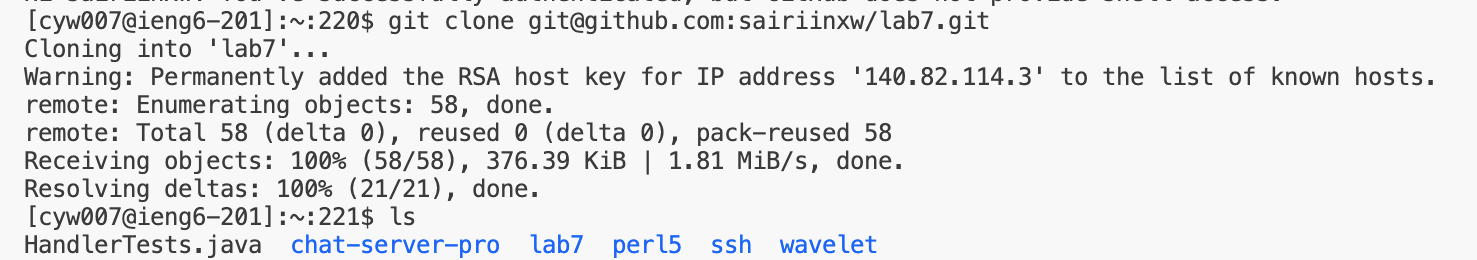 [cyw007@ieng6-201]:~:220$ git clone git@github.com:sairiinxw/lab7.git
Cloning into 'lab7'...
Warning: Permanently added the RSA host key for IP address '140.82.114.3' to the list of known hosts.
remote: Enumerating objects: 58, done.
remote: Total 58 (delta 0), reused 0 (delta 0), pack-reused 58
Receiving objects: 100% (58/58), 376.39 KiB | 1.81 MiB/s, done.
Resolving deltas: 100% (21/21), done.
[cyw007@ieng6-201]:~:221$ ls
HandlerTests.java  chat-server-pro  lab7  perl5  ssh  wavelet